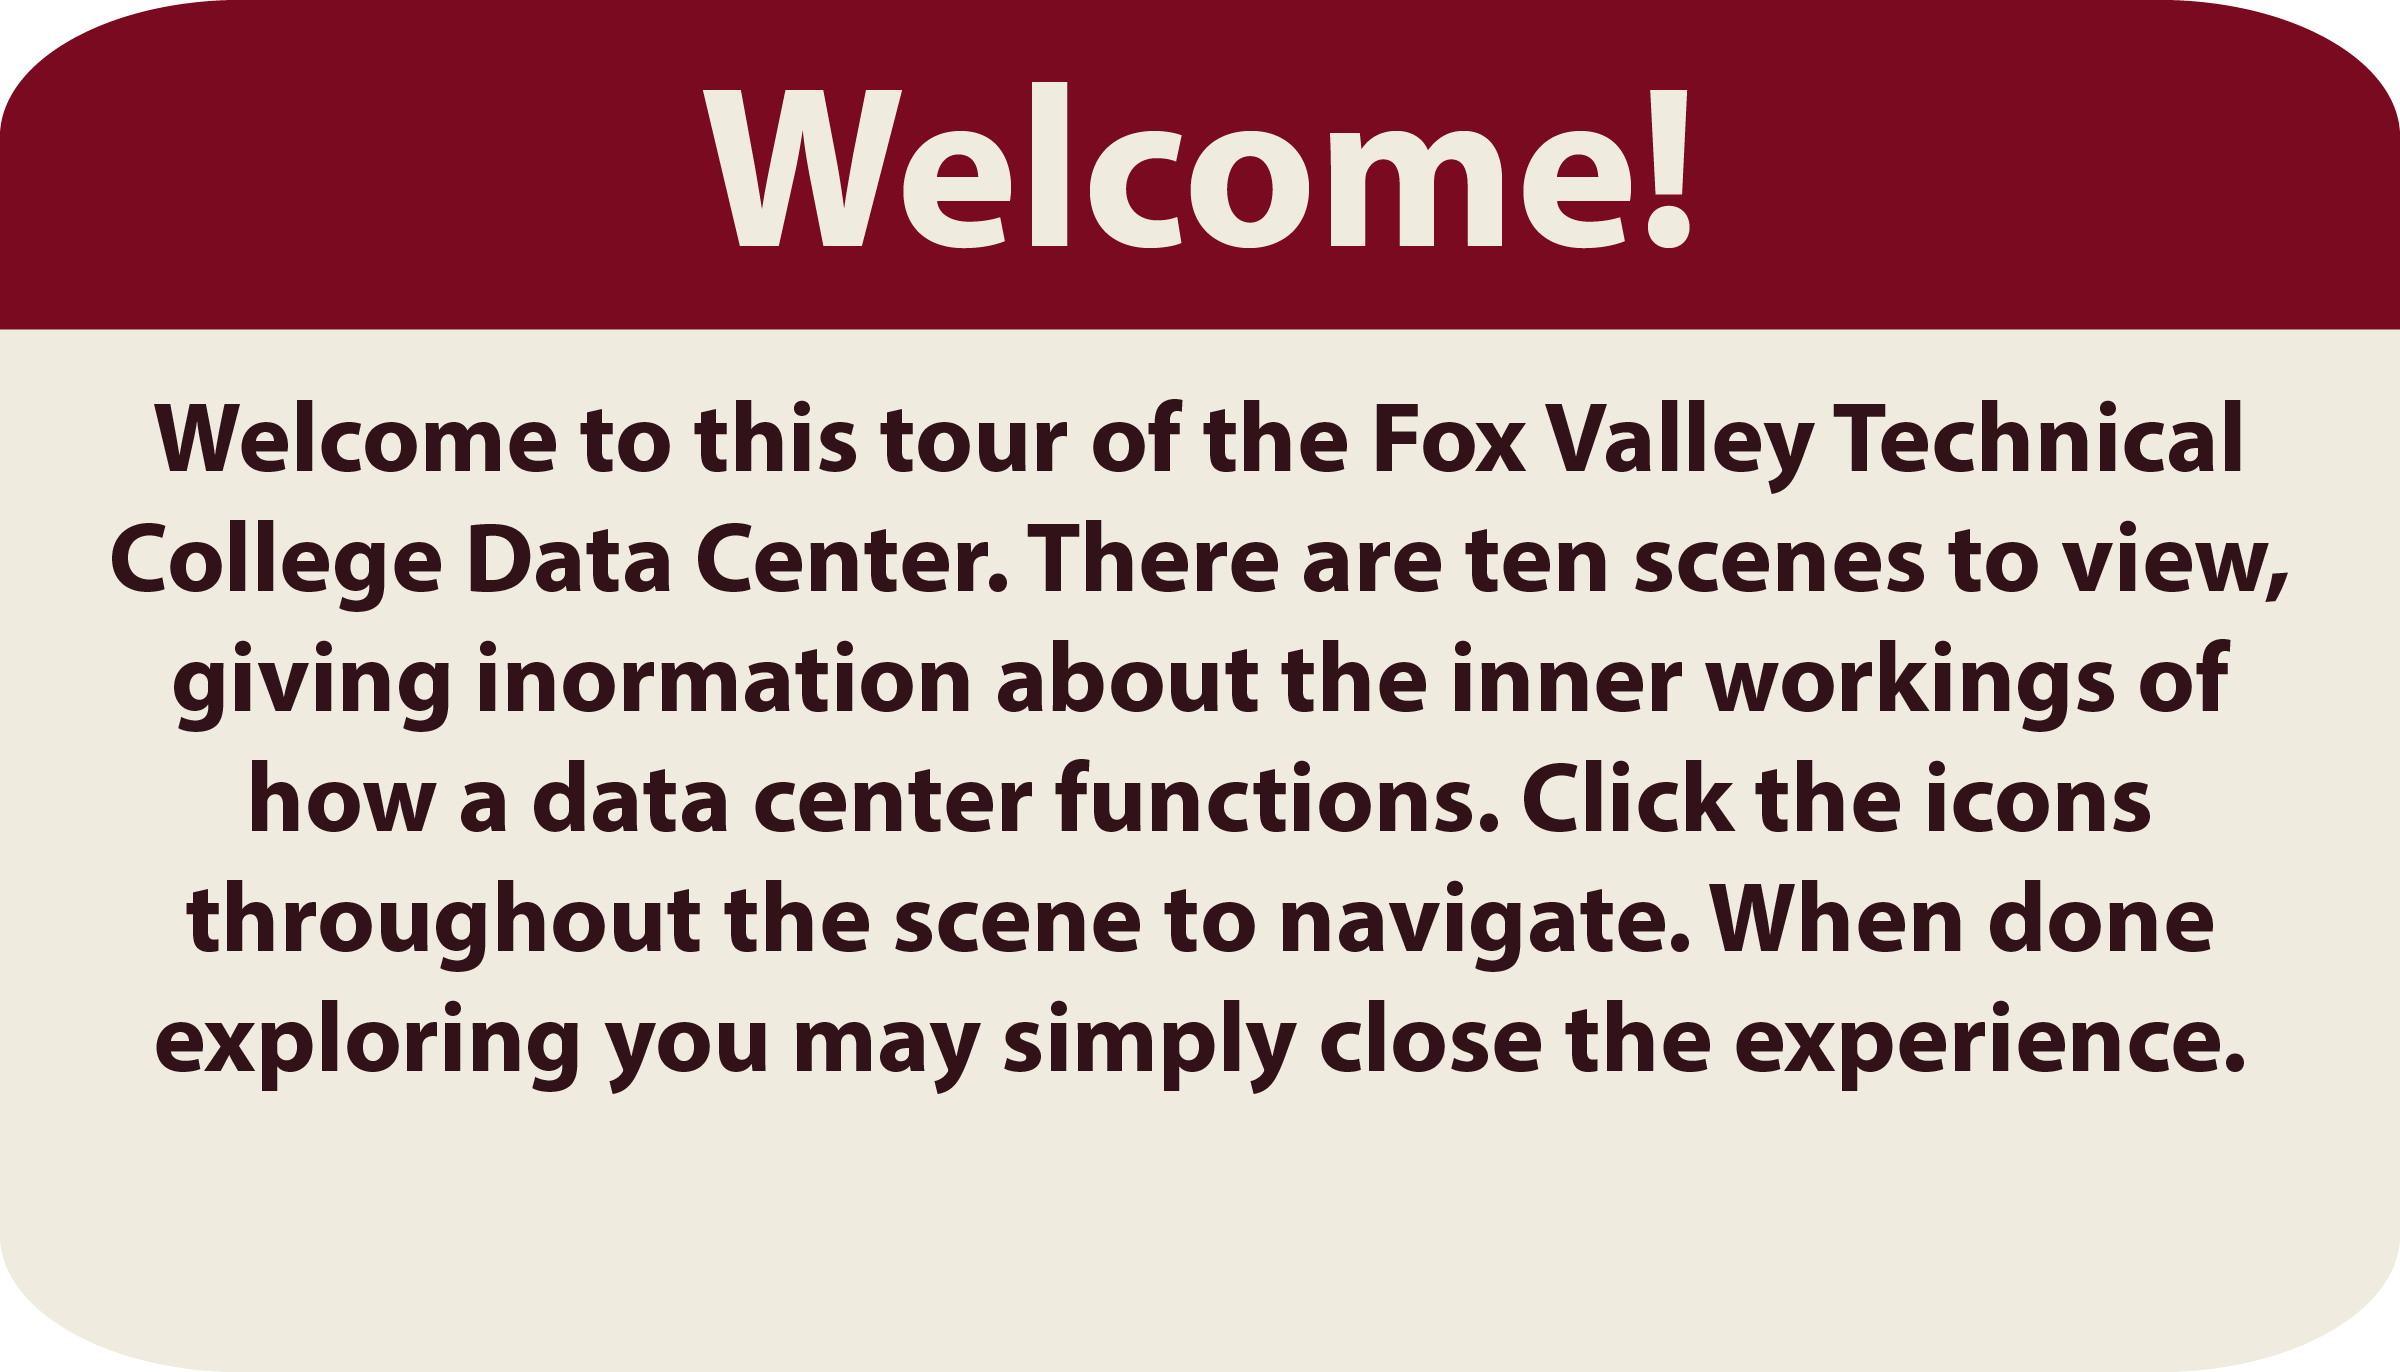 Welcome!
Welcome to this tour of the Fox Valley Technical
College Data Center. There are ten scenes to view,
giving inormation about the inner workings of
how a data center functions. Click the icons
throughout the scene to navigate. When done
exploring you may simply close the experience.